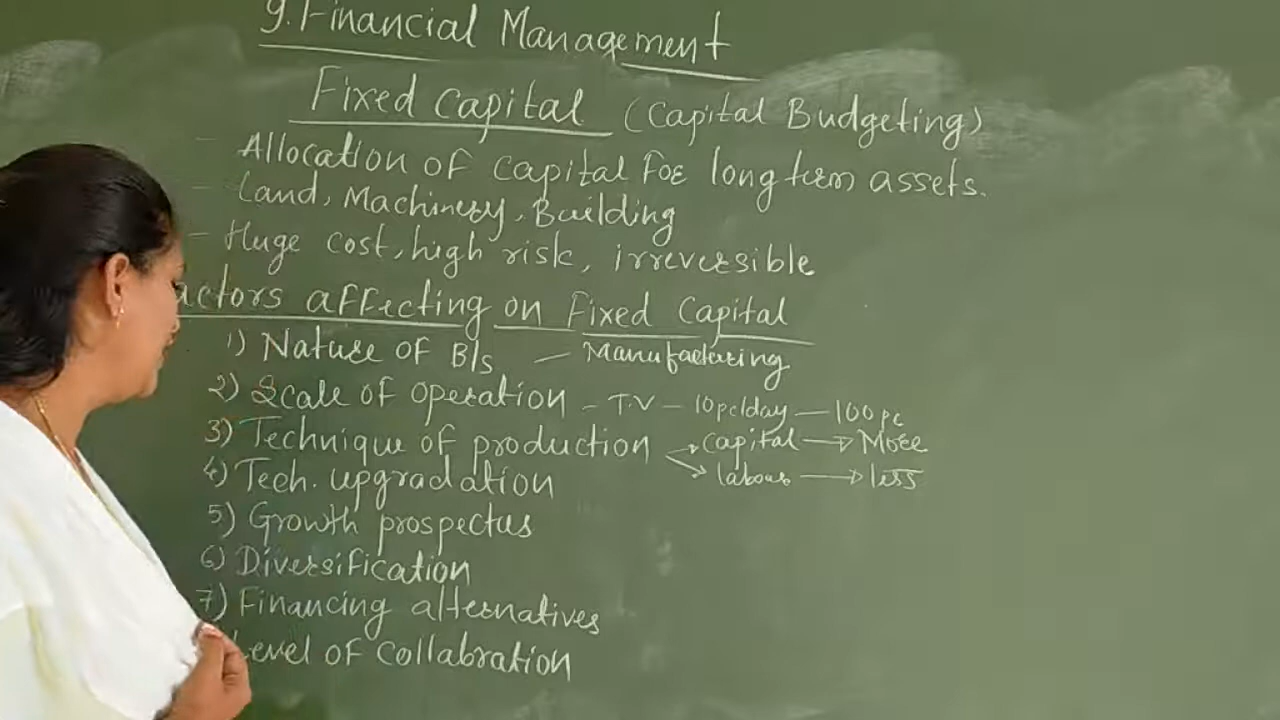 9. Financial Management
Fixed Capital (Capital Budgeting)
- Allocation of capital for long term assets.
- Land, Machinery, Building
- Huge cost, high risk, irreversible
actors affecting on Fixed Capital
1) Nature of B/s — Manufacturing
2) Scale of operation - T.V - 10pc/day — 100 pc
3) Technique of production → capital → More
→ labour → less
4) Tech. upgradation
5) Growth prospectus
6) Diversification
7) Financing alternatives
Level of collabration